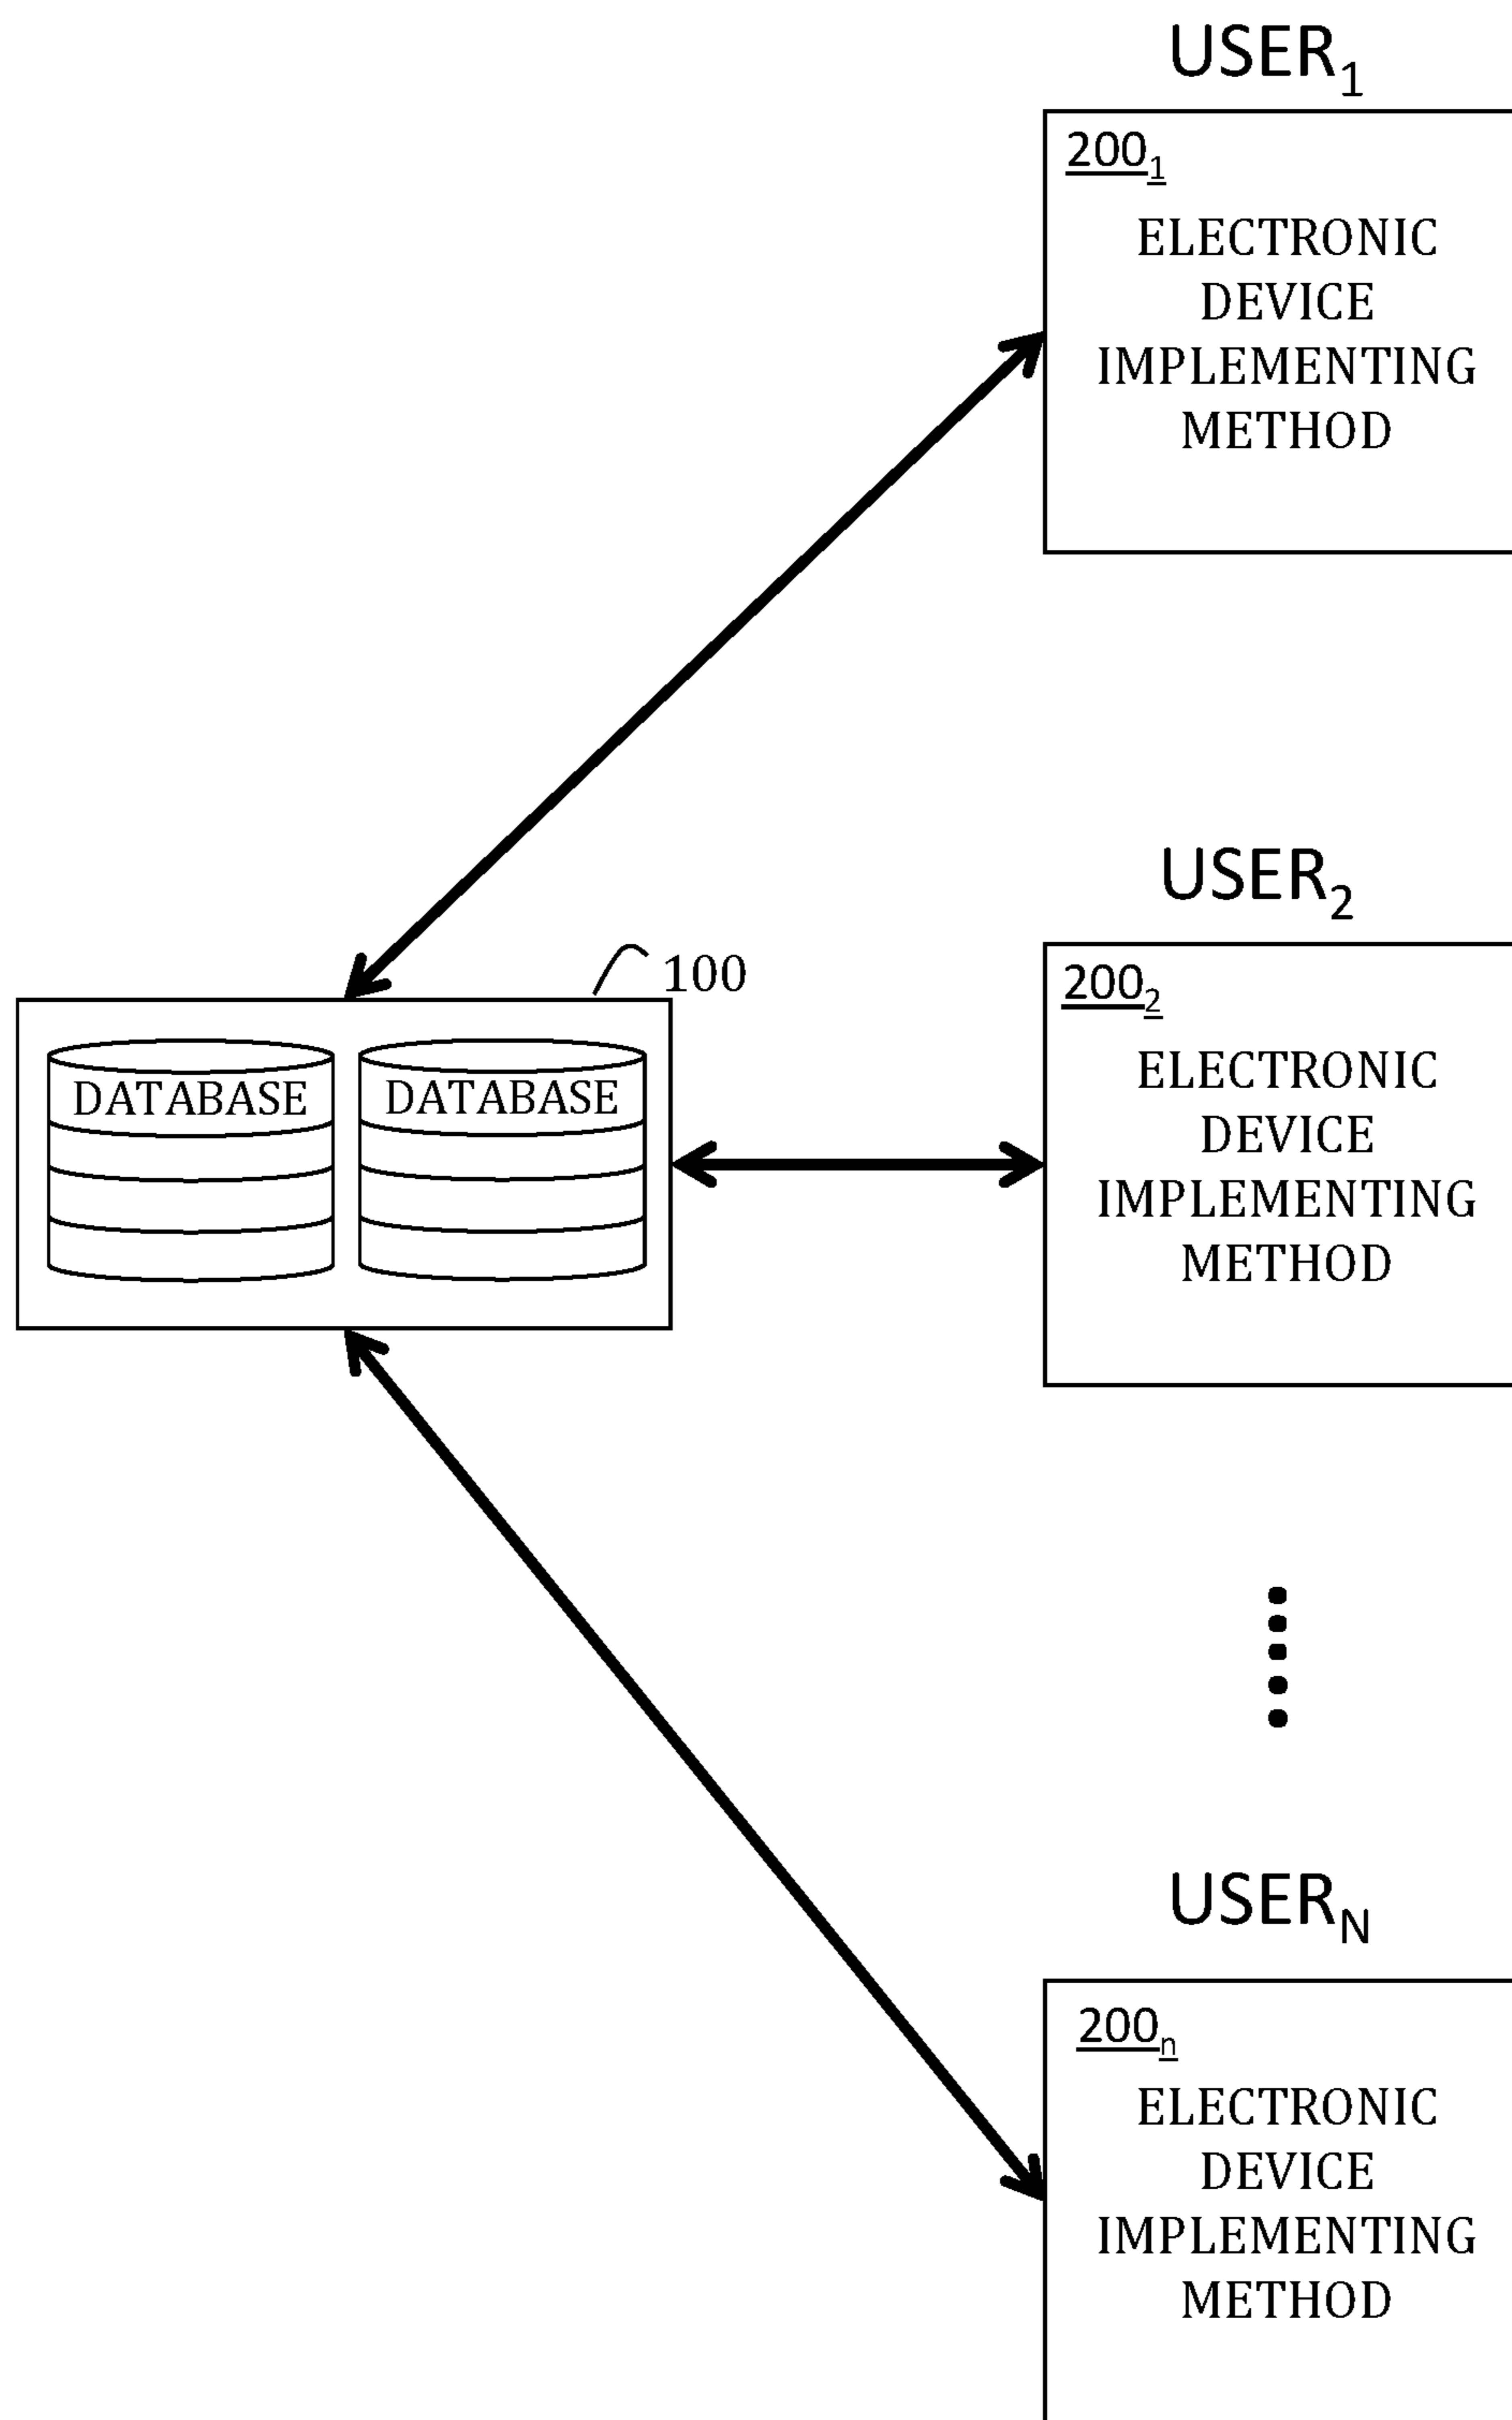 USER₁
200₁
ELECTRONIC
DEVICE
IMPLEMENTING
METHOD
USER₂
100
200₂
DATABASE DATABASE
ELECTRONIC
DEVICE
IMPLEMENTING
METHOD
USER_N
200ₙ
ELECTRONIC
DEVICE
IMPLEMENTING
METHOD